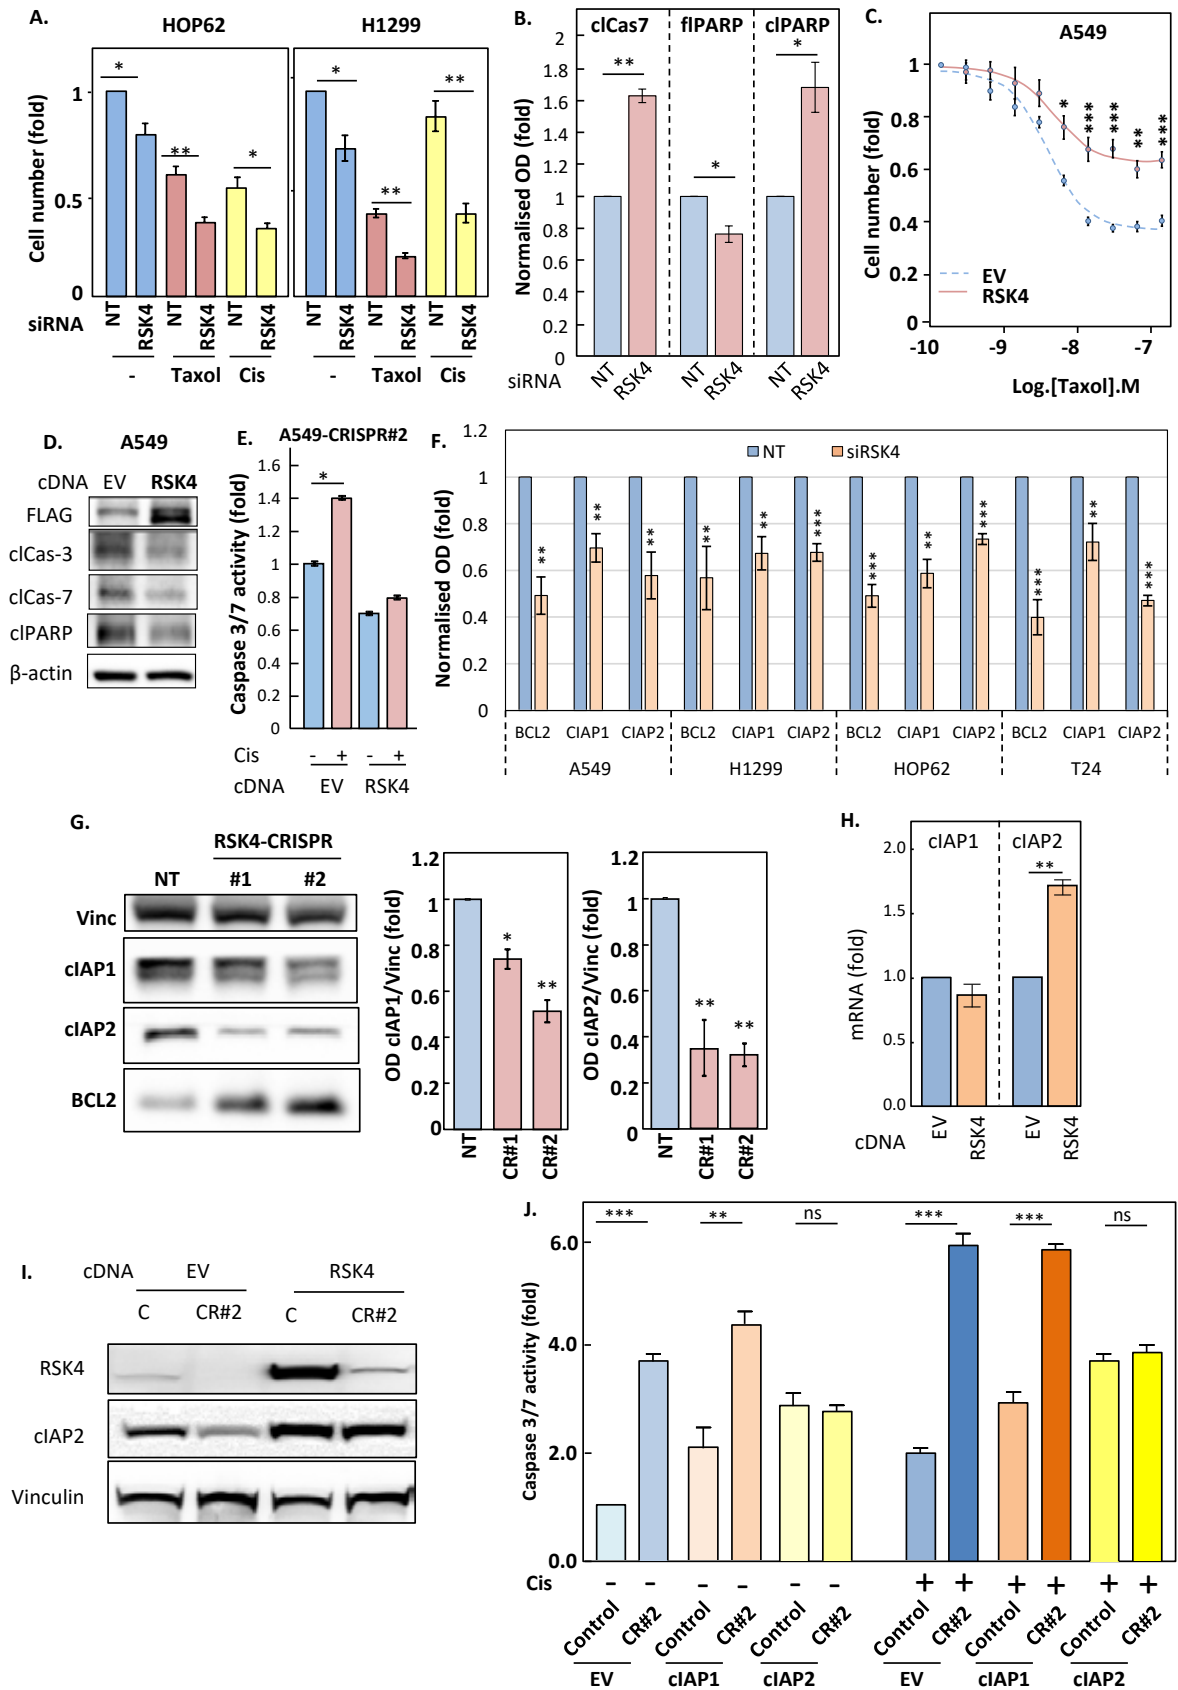 A.
HOP62
H1299
Cell number (fold)
1
0.5
0
* ** * * ** **
siRNA
NT RSK4 NT RSK4 NT RSK4 NT RSK4 NT RSK4 NT RSK4
- Taxol Cis - Taxol Cis
B.
clCas7 flPARP clPARP
Normalised OD (fold)
2
1.8
1.6
1.4
1.2
1
0.8
0.6
0.4
0.2
0
** * *
siRNA
NT RSK4 NT RSK4 NT RSK4
C.
A549
Cell number (fold)
1
0.8
0.6
0.4
0.2
0
* *** *** ** ***
EV
RSK4
-10 -9 -8 -7
Log.[Taxol].M
D.
A549
cDNA EV RSK4
FLAG
clCas-3
clCas-7
clPARP
β-actin
E.
A549-CRISPR#2
Caspase 3/7 activity (fold)
1.6
1.4
1.2
1
0.8
0.6
0.4
0.2
0
*
Cis - + - +
cDNA EV RSK4
F.
NT siRSK4
Normalised OD (fold)
1.2
1
0.8
0.6
0.4
0.2
0
** ** ** ** ** *** *** ** *** *** ** ***
BCL2 CIAP1 CIAP2 BCL2 CIAP1 CIAP2 BCL2 CIAP1 CIAP2 BCL2 CIAP1 CIAP2
A549 H1299 HOP62 T24
G.
RSK4-CRISPR
NT #1 #2
Vinc
cIAP1
cIAP2
BCL2
OD cIAP1/Vinc (fold)
1.2
1
0.8
0.6
0.4
0.2
0
* **
NT CR#1 CR#2
OD cIAP2/Vinc (fold)
1.2
1
0.8
0.6
0.4
0.2
0
** **
NT CR#1 CR#2
H.
cIAP1 cIAP2
mRNA (fold)
2.0
1.5
1.0
0.5
0.0
**
cDNA EV RSK4 EV RSK4
I.
cDNA EV RSK4
C CR#2 C CR#2
RSK4
cIAP2
Vinculin
J.
Caspase 3/7 activity (fold)
6.0
4.0
2.0
0.0
*** ** ns *** *** ns
Cis - - - - - - + + + + + +
Control CR#2 Control CR#2 Control CR#2 Control CR#2 Control CR#2 Control CR#2
EV cIAP1 cIAP2 EV cIAP1 cIAP2